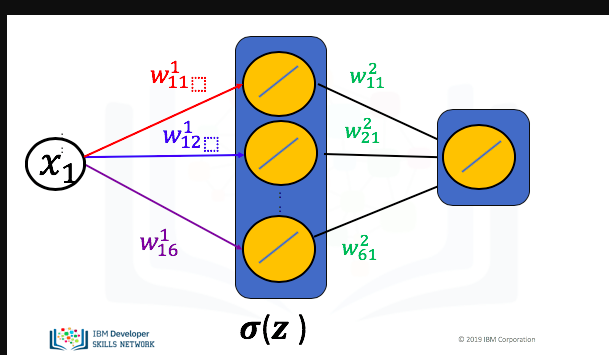 w¹₁₁
w²₁₁
w¹₁₂
w²₂₁
x₁
w¹₁₆
w²₆₁
σ(z )
IBM Developer
SKILLS NETWORK
© 2019 IBM Corporation